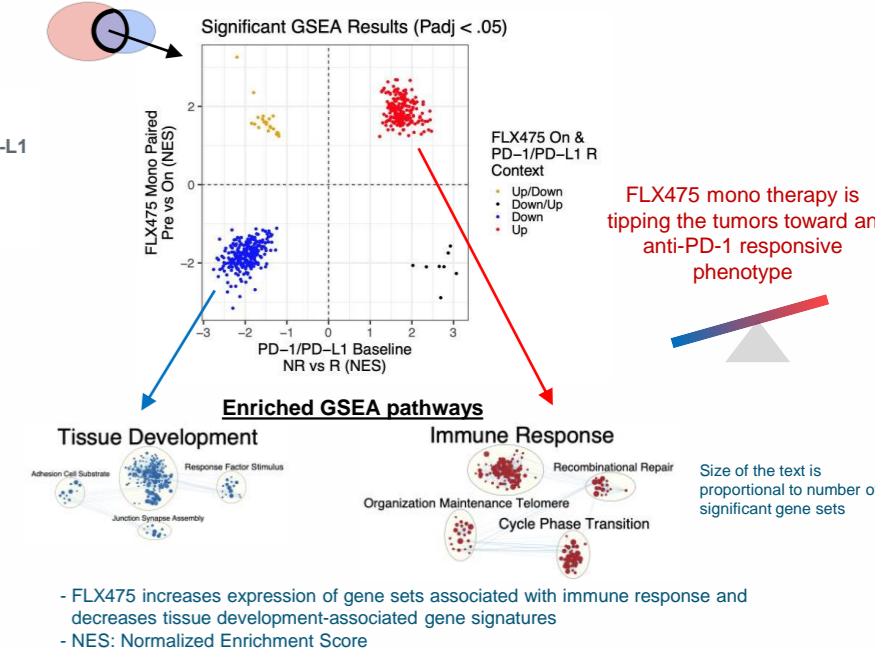 Significant GSEA Results (Padj < .05)
-L1
FLX475 Mono Paired
Pre vs On (NES)
2
0
−2
−3 −2 −1 0 1 2 3
PD−1/PD−L1 Baseline
NR vs R (NES)
FLX475 On &
PD−1/PD−L1 R
Context
Up/Down
Down/Up
Down
Up
FLX475 mono therapy is
tipping the tumors toward an
anti-PD-1 responsive
phenotype
Enriched GSEA pathways
Tissue Development
Adhesion Cell Substrate
Response Factor Stimulus
Junction Synapse Assembly
Immune Response
Recombinational Repair
Organization Maintenance Telomere
Cycle Phase Transition
Size of the text is
proportional to number o
significant gene sets
- FLX475 increases expression of gene sets associated with immune response and
decreases tissue development-associated gene signatures
- NES: Normalized Enrichment Score